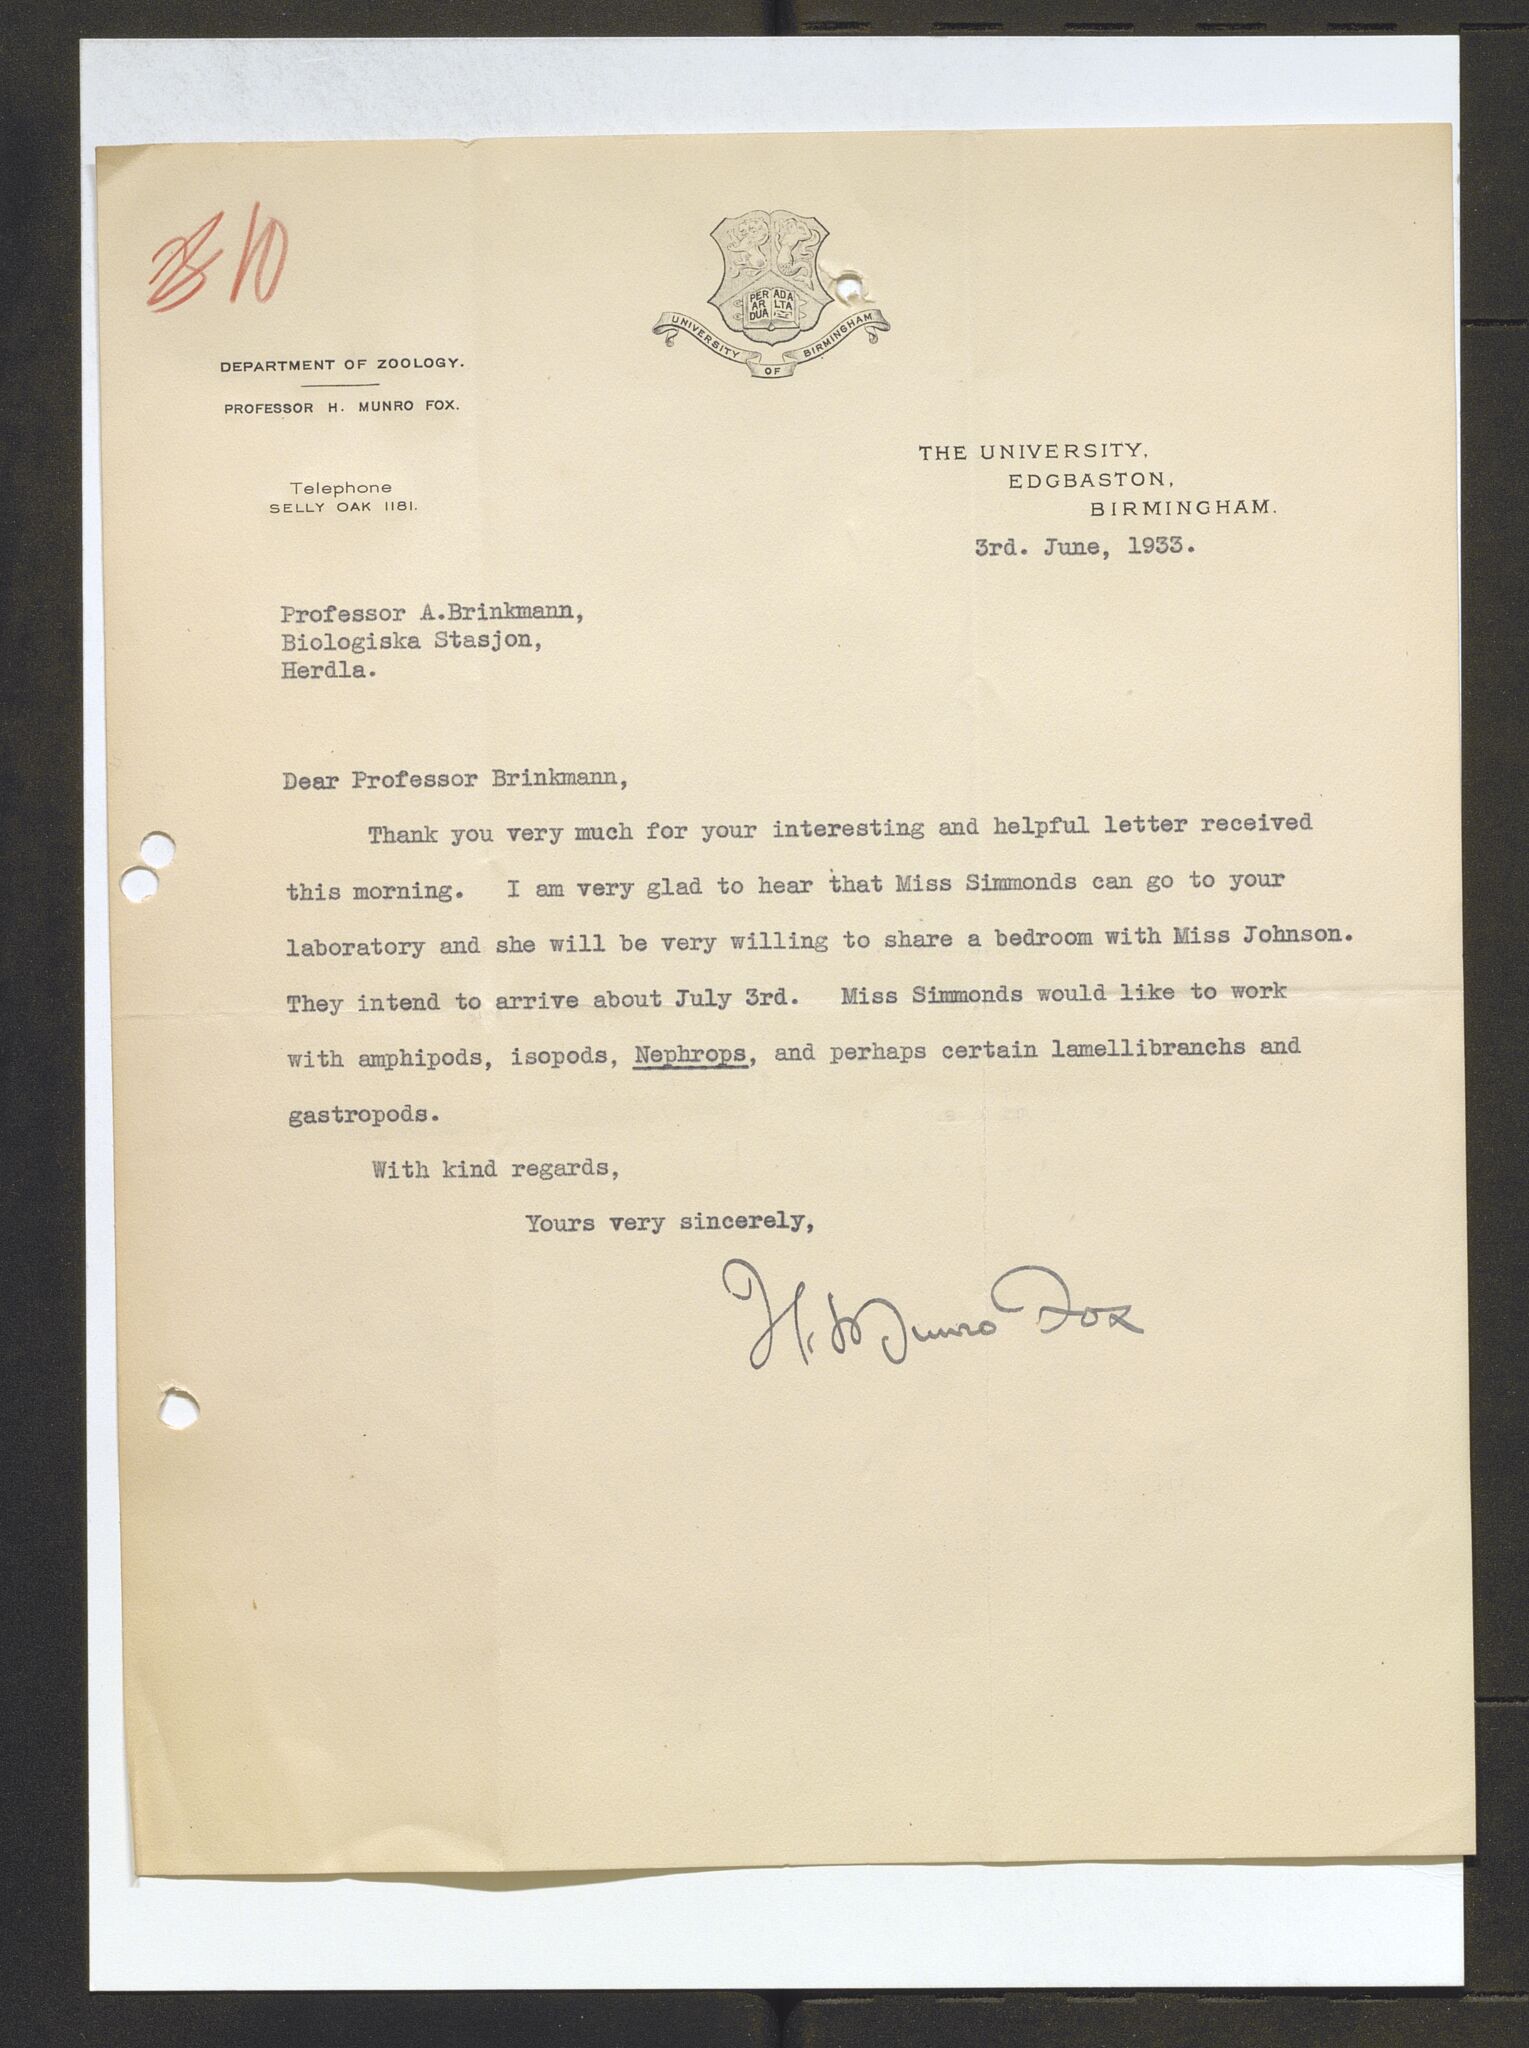 10
PER ADA
AR LTA
DUA
UNIVERSITY OF BIRMINGHAM
DEPARTMENT OF ZOOLOGY.
PROFESSOR H. MUNRO FOX.
Telephone
SELLY OAK 1181.
THE UNIVERSITY,
EDGBASTON,
BIRMINGHAM.
3rd. June, 1933.
Professor A.Brinkmann,
Biologiska Stasjon,
Herdla.
Dear Professor Brinkmann,
Thank you very much for your interesting and helpful letter received
this morning. I am very glad to hear that Miss Simmonds can go to your
laboratory and she will be very willing to share a bedroom with Miss Johnson.
They intend to arrive about July 3rd. Miss Simmonds would like to work
with amphipods, isopods, Nephrops, and perhaps certain lamellibranchs and
gastropods.
With kind regards,
Yours very sincerely,
H. Munro Fox